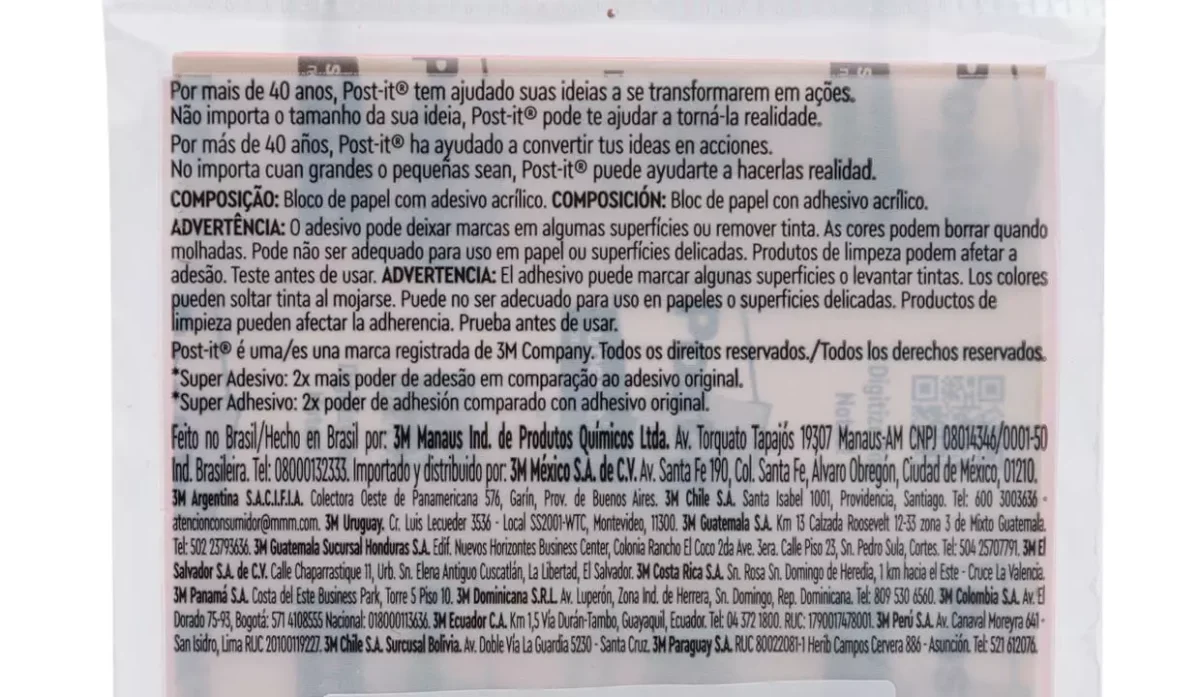 Por mais de 40 anos, Post-it® tem ajudado suas ideias a se transformarem em ações.
Não importa o tamanho da sua ideia, Post-it® pode te ajudar a torná-la realidade.
Por más de 40 años, Post-it® ha ayudado a convertir tus ideas en acciones.
No importa cuan grandes o pequeñas sean, Post-it® puede ayudarte a hacerlas realidad.
COMPOSIÇÃO: Bloco de papel com adesivo acrílico. COMPOSICIÓN: Bloc de papel con adhesivo acrílico.
ADVERTÊNCIA: O adesivo pode deixar marcas em algumas superfícies ou remover tinta. As cores podem borrar quando
molhadas. Pode não ser adequado para uso em papel ou superfícies delicadas. Produtos de limpeza podem afetar a
adesão. Teste antes de usar. ADVERTENCIA: El adhesivo puede marcar algunas superficies o levantar tintas. Los colores
pueden soltar tinta al mojarse. Puede no ser adecuado para uso en papeles o superficies delicadas. Productos de
limpieza pueden afectar la adherencia. Prueba antes de usar.
Post-it® é uma/es una marca registrada de 3M Company. Todos os direitos reservados./Todos los derechos reservados.
*Super Adesivo: 2x mais poder de adesão em comparação ao adesivo original.
*Super Adhesivo: 2x poder de adhesión comparado con adhesivo original.
Feito no Brasil/Hecho en Brasil por: 3M Manaus Ind. de Produtos Químicos Ltda. Av. Torquato Tapajós 19307 Manaus-AM CNPJ 08014346/0001-50
Ind. Brasileira. Tel: 08000132333. Importado y distribuido por: 3M México S.A. de C.V. Av. Santa Fe 190, Col. Santa Fe, Álvaro Obregón, Ciudad de México, 01210.
3M Argentina S.A.C.I.F.I.A. Colectora Oeste de Panamericana 576, Garín, Prov. de Buenos Aires. 3M Chile S.A. Santa Isabel 1001, Providencia, Santiago. Tel: 600 3003636 -
atencionconsumidor@mmm.com. 3M Uruguay. Cr. Luis Lecueder 3536 - Local SS2001-WTC, Montevideo, 11300. 3M Guatemala S.A. Km 13 Calzada Roosevelt 12-33 zona 3 de Mixto Guatemala.
Tel: 502 23793636. 3M Guatemala Sucursal Honduras S.A. Edif. Nuevos Horizontes Business Center, Colonia Rancho El Coco 2da Ave. 3era. Calle Piso 23, Sn. Pedro Sula, Cortes. Tel: 504 25707791. 3M El
Salvador S.A. de C.V. Calle Chaparrastique 11, Urb. Sn. Elena Antiguo Cuscatlán, La Libertad, El Salvador. 3M Costa Rica S.A. Sn. Rosa Sn. Domingo de Heredia, 1 km hacia el Este - Cruce La Valencia.
3M Panamá S.A. Costa del Este Business Park, Torre 5 Piso 10. 3M Dominicana S.R.L. Av. Luperón, Zona Ind. de Herrera, Sn. Domingo, Rep. Dominicana. Tel: 809 530 6560. 3M Colombia S.A. Av. El
Dorado 75-93, Bogotá: 571 4108555 Nacional: 018000113636. 3M Ecuador C.A. Km 1,5 Vía Durán-Tambo, Guayaquil, Ecuador. Tel: 04 372 1800. RUC: 1790017478001. 3M Perú S.A. Av. Canaval Moreyra 641 -
San Isidro, Lima RUC 20100119227. 3M Chile S.A. Surcusal Bolivia. Av. Doble Vía La Guardia 5230 - Santa Cruz. 3M Paraguay S.A. RUC 80022081-1 Herib Campos Cervera 886 - Asunción. Tel: 521 612076.